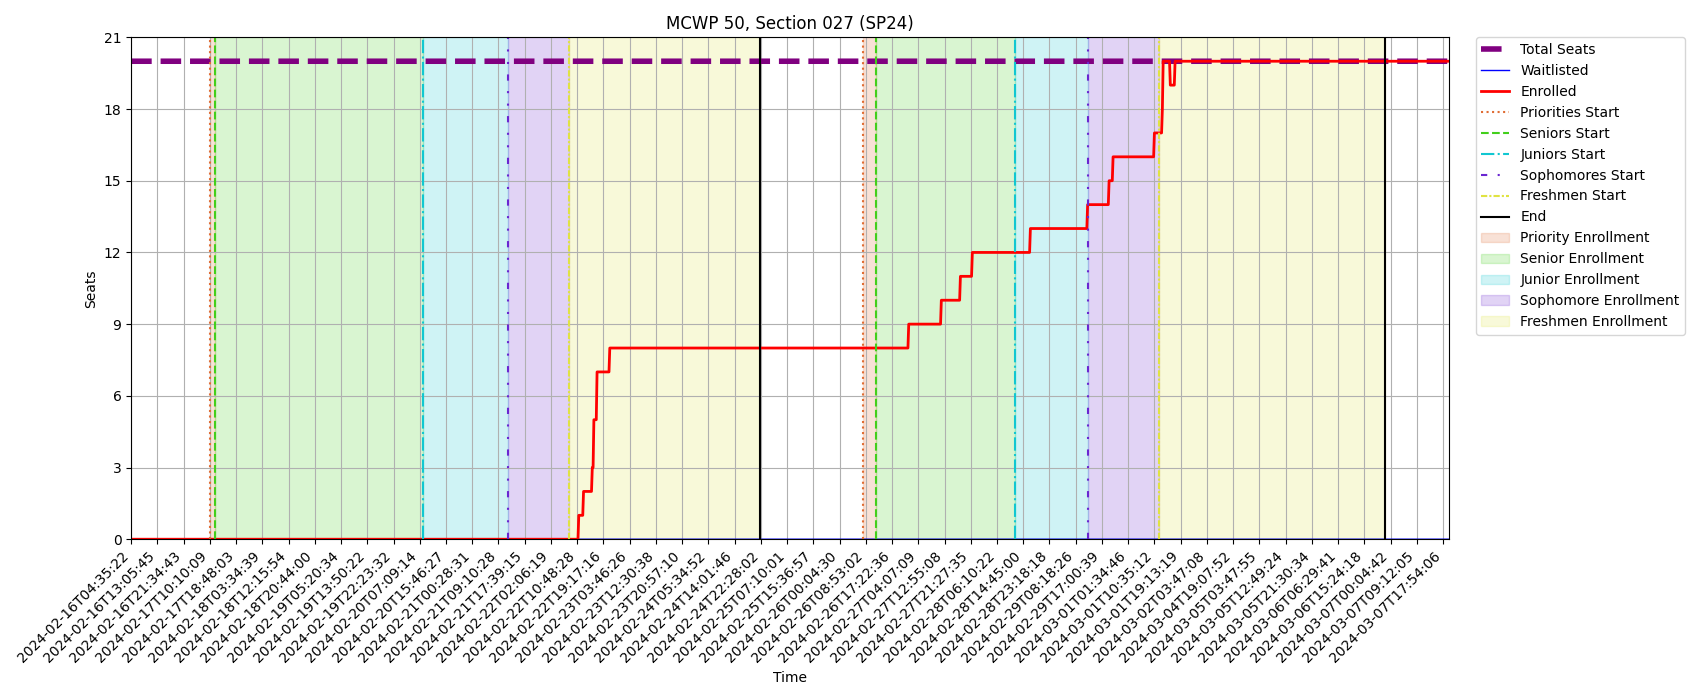 MCWP 50, Section 027 (SP24)
21
18
15
12
9
6
3
0
Seats
2024-02-16T04:35:22
2024-02-16T13:05:45
2024-02-16T21:34:43
2024-02-17T10:10:09
2024-02-17T18:48:03
2024-02-18T03:34:39
2024-02-18T12:15:54
2024-02-18T20:44:00
2024-02-19T05:20:34
2024-02-19T13:50:22
2024-02-19T22:23:32
2024-02-20T07:09:14
2024-02-20T15:46:27
2024-02-21T00:28:31
2024-02-21T09:10:28
2024-02-21T17:39:15
2024-02-22T02:06:19
2024-02-22T10:48:28
2024-02-22T19:17:16
2024-02-23T03:46:26
2024-02-23T12:30:38
2024-02-23T20:57:10
2024-02-24T05:34:52
2024-02-24T14:01:46
2024-02-24T22:28:02
2024-02-25T07:10:01
2024-02-25T15:36:57
2024-02-26T00:04:30
2024-02-26T08:53:02
2024-02-26T17:22:36
2024-02-27T04:07:09
2024-02-27T12:55:08
2024-02-27T21:27:35
2024-02-28T06:10:22
2024-02-28T14:45:00
2024-02-28T23:18:18
2024-02-29T08:18:26
2024-02-29T17:00:39
2024-03-01T01:34:46
2024-03-01T10:35:12
2024-03-01T19:13:19
2024-03-02T03:47:08
2024-03-04T19:07:52
2024-03-05T03:47:55
2024-03-05T12:49:24
2024-03-05T21:30:34
2024-03-06T06:29:41
2024-03-06T15:24:18
2024-03-07T00:04:42
2024-03-07T09:12:05
2024-03-07T17:54:06
Time
Total Seats
Waitlisted
Enrolled
Priorities Start
Seniors Start
Juniors Start
Sophomores Start
Freshmen Start
End
Priority Enrollment
Senior Enrollment
Junior Enrollment
Sophomore Enrollment
Freshmen Enrollment